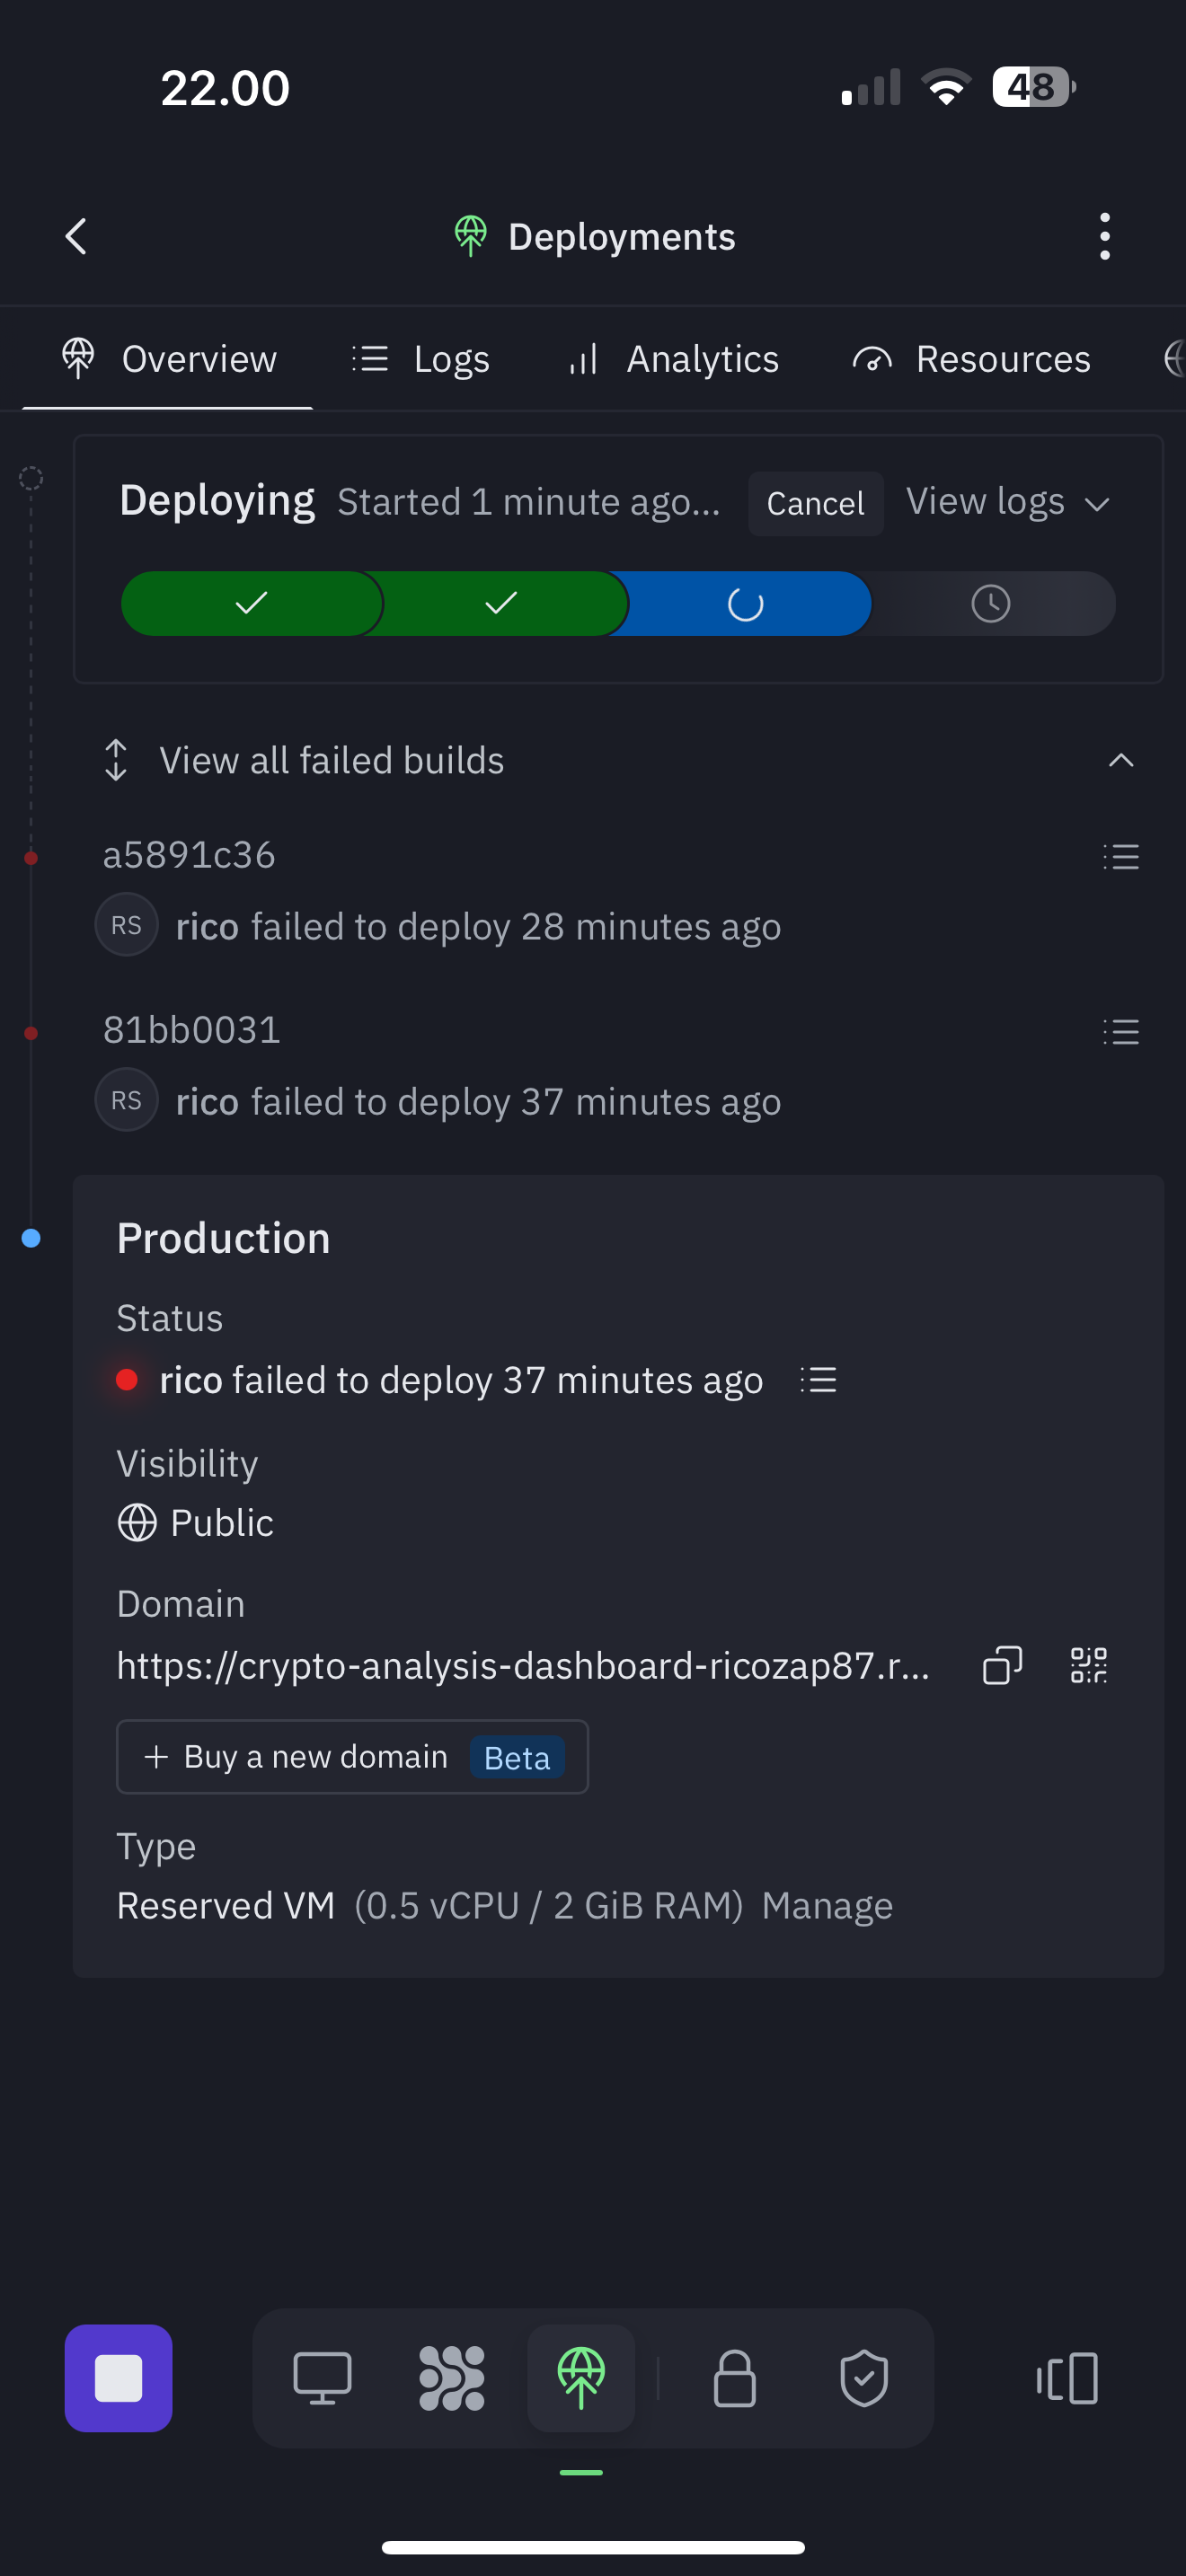 22.00
48
Deployments
Overview
Logs
Analytics
Resources
Deploying Started 1 minute ago... Cancel View logs
View all failed builds
a5891c36
RS rico failed to deploy 28 minutes ago
81bb0031
RS rico failed to deploy 37 minutes ago
Production
Status
rico failed to deploy 37 minutes ago
Visibility
Public
Domain
https://crypto-analysis-dashboard-ricozap87.r...
+ Buy a new domain Beta
Type
Reserved VM (0.5 vCPU / 2 GiB RAM) Manage